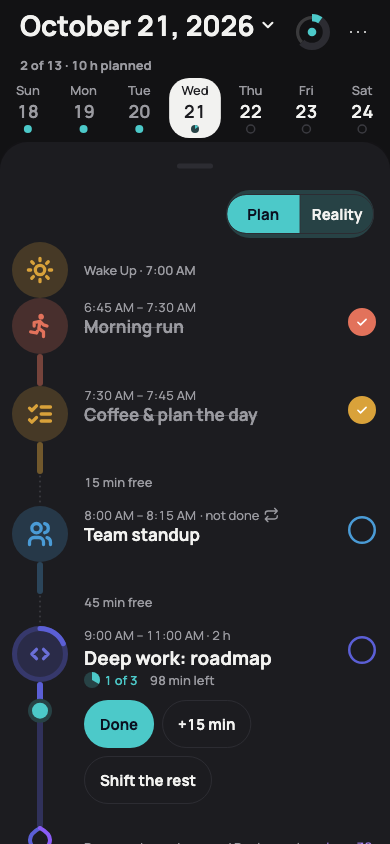 October 21, 2026
...
2 of 13 · 10 h planned
Sun Mon Tue Wed Thu Fri Sat
18 19 20 21 22 23 24
Plan Reality
Wake Up · 7:00 AM
6:45 AM – 7:30 AM
Morning run
7:30 AM – 7:45 AM
Coffee & plan the day
15 min free
8:00 AM – 8:15 AM · not done
Team standup
45 min free
9:00 AM – 11:00 AM · 2 h
Deep work: roadmap
1 of 3 98 min left
Done +15 min
Shift the rest